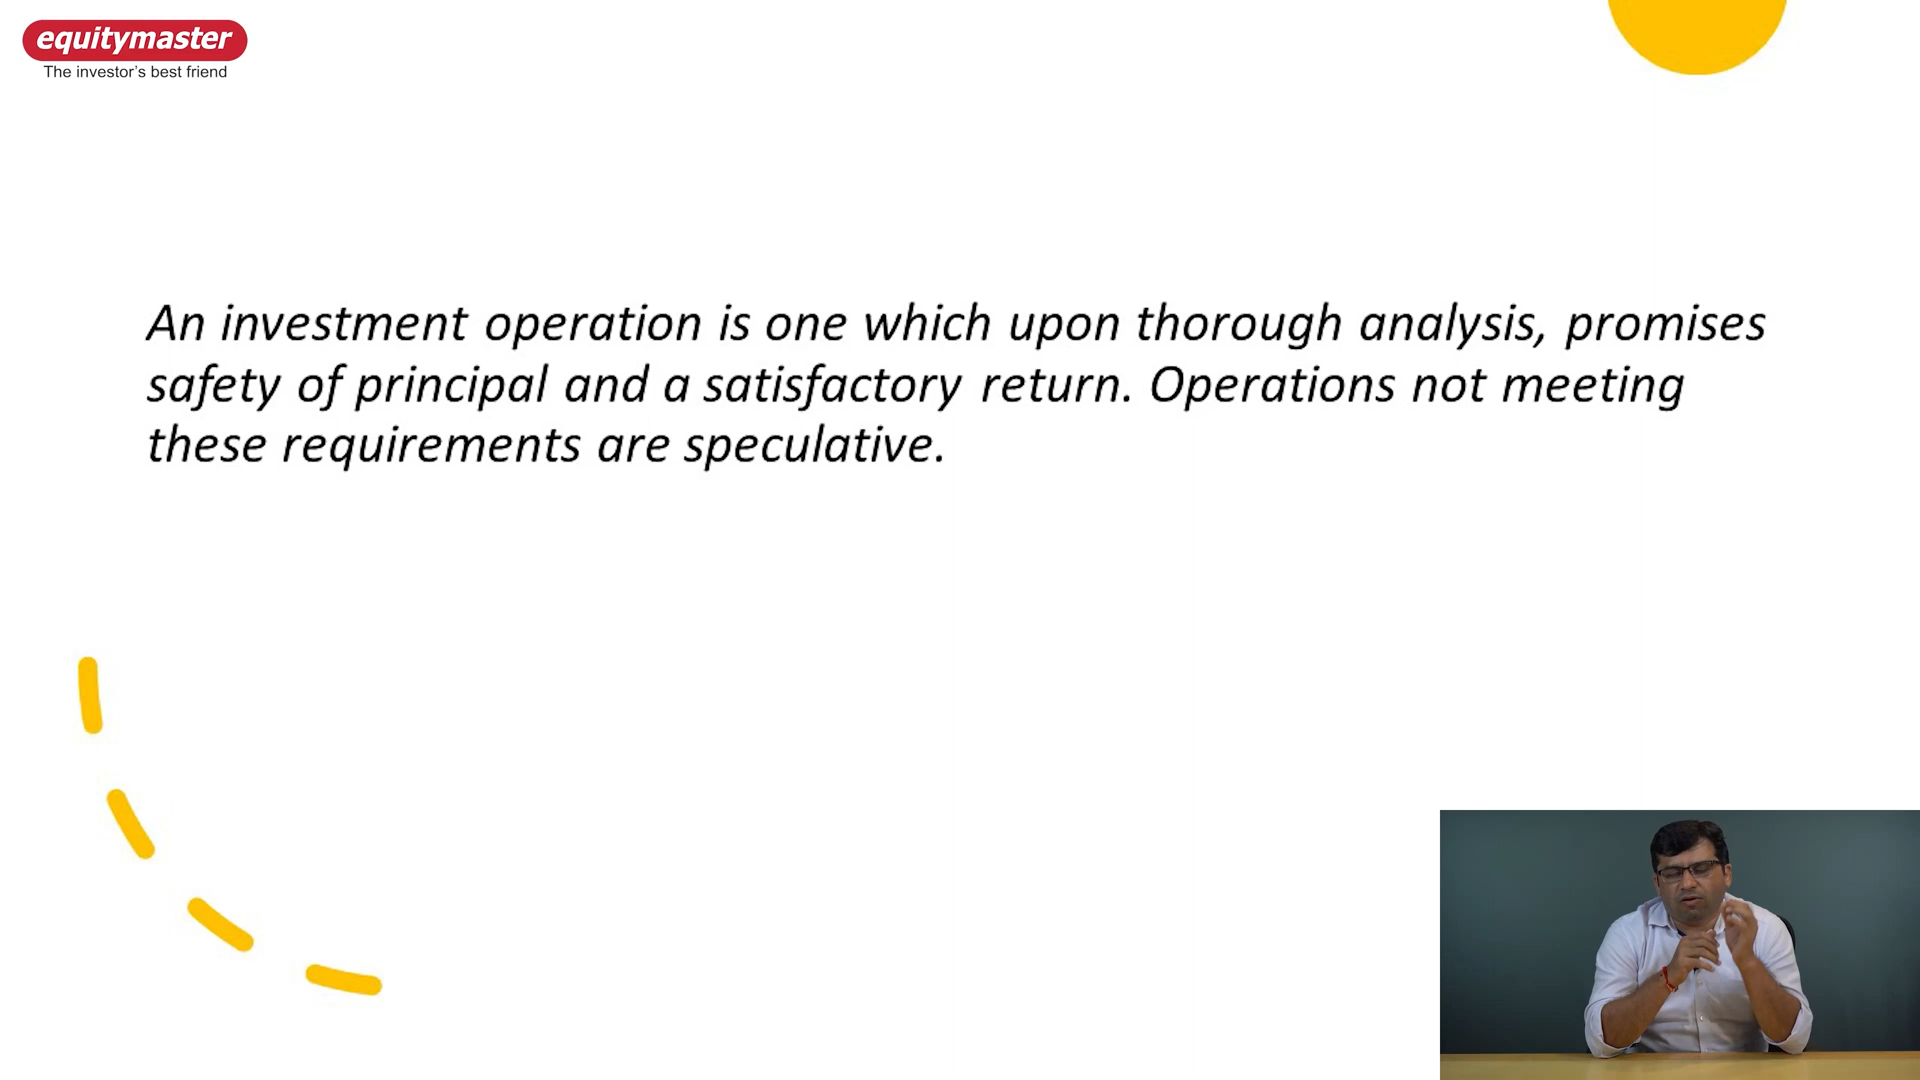 equitymaster
The investor's best friend
An investment operation is one which upon thorough analysis, promises
safety of principal and a satisfactory return. Operations not meeting
these requirements are speculative.